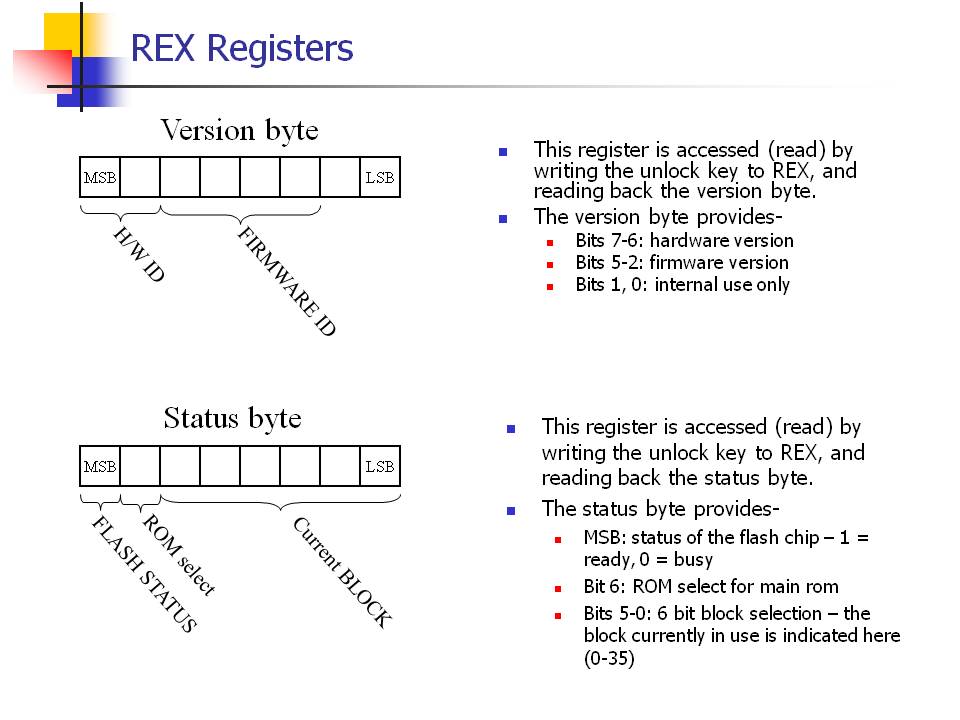 REX Registers
Version byte
MSB
LSB
H/W ID
FIRMWARE ID
This register is accessed (read) by
writing the unlock key to REX, and
reading back the version byte.
The version byte provides-
Bits 7-6: hardware version
Bits 5-2: firmware version
Bits 1, 0: internal use only
Status byte
MSB
LSB
FLASH STATUS
ROM select
Current BLOCK
This register is accessed (read) by
writing the unlock key to REX, and
reading back the status byte.
The status byte provides-
MSB: status of the flash chip – 1 =
ready, 0 = busy
Bit 6: ROM select for main rom
Bits 5-0: 6 bit block selection – the
block currently in use is indicated here
(0-35)